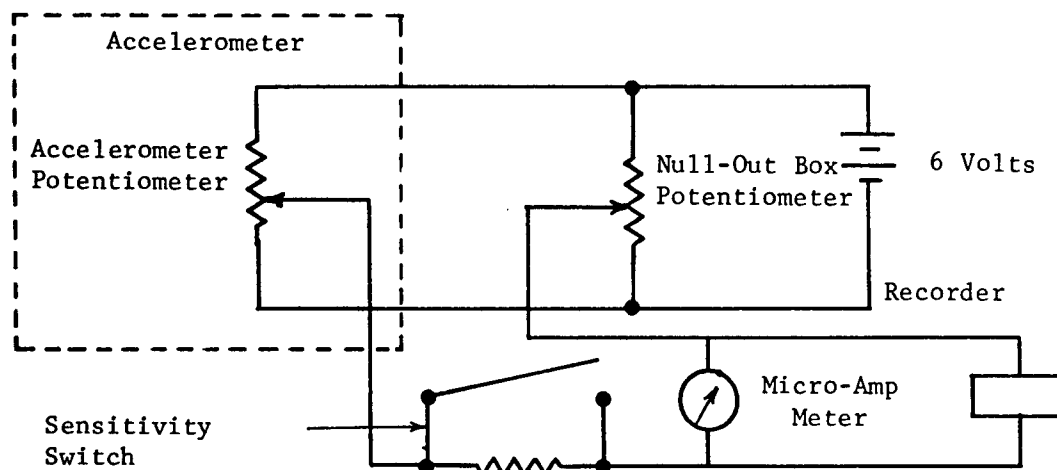 Accelerometer
Accelerometer
Potentiometer
Null-Out Box
Potentiometer
6 Volts
Recorder
Micro-Amp
Meter
Sensitivity
Switch